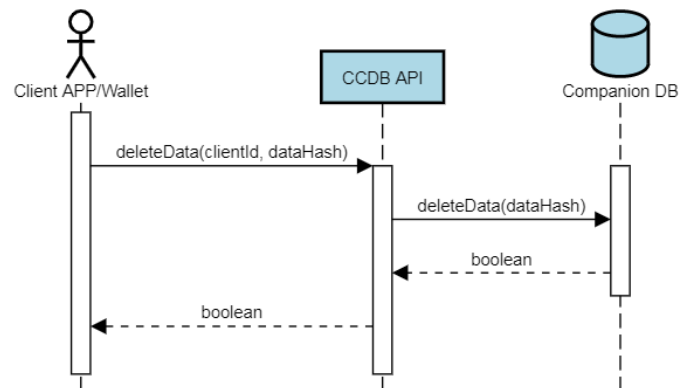 Client APP/Wallet
CCDB API
Companion DB
deleteData(clientId, dataHash)
deleteData(dataHash)
boolean
boolean